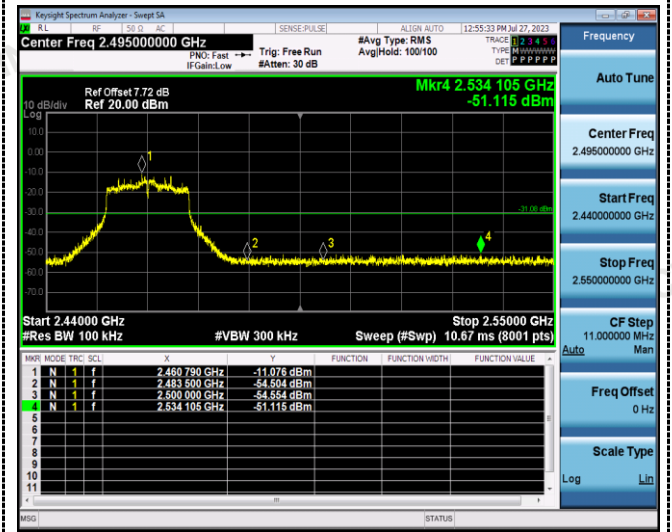 Keysight Spectrum Analyzer - Swept SA
RL RF 50 Ω AC SENSE:PULSE ALIGN AUTO 12:55:33 PM Jul 27, 2023
Center Freq 2.495000000 GHz
PNO: Fast
IFGain:Low
Trig: Free Run
#Atten: 30 dB
#Avg Type: RMS
Avg|Hold: 100/100
TRACE 1 2 3 4 5 6
TYPE M WWWWW
DET P P P P P P
Frequency
Auto Tune
Center Freq
2.495000000 GHz
Start Freq
2.440000000 GHz
Stop Freq
2.550000000 GHz
CF Step
11.000000 MHz
Auto Man
Freq Offset
0 Hz
Scale Type
Log Lin
Mkr4 2.534 105 GHz
-51.115 dBm
Ref Offset 7.72 dB
10 dB/div Ref 20.00 dBm
Log
10.0
0.00
-10.0
-20.0
-30.0
-40.0
-50.0
-60.0
-70.0
1
2
3
4
Start 2.44000 GHz Stop 2.55000 GHz
#Res BW 100 kHz #VBW 300 kHz Sweep (#Swp) 10.67 ms (8001 pts)
MKR MODE TRC SCL X Y FUNCTION FUNCTION WIDTH FUNCTION VALUE
1 N 1 f 2.460 790 GHz -11.076 dBm
2 N 1 f 2.483 500 GHz -54.504 dBm
3 N 1 f 2.500 000 GHz -54.554 dBm
4 N 1 f 2.534 105 GHz -51.115 dBm
5
6
7
8
9
10
11
MSG STATUS